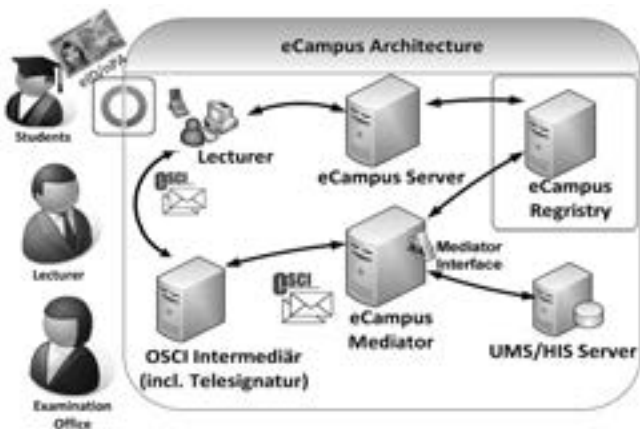 eCampus Architecture
eID/nPA
Students
Lecturer
eCampus Server
eCampus
Regristry
OSCI
Lecturer
Mediator
Interface
OSCI
eCampus
Mediator
UMS/HIS Server
OSCI Intermediär
(incl. Telesignatur)
Examination
Office